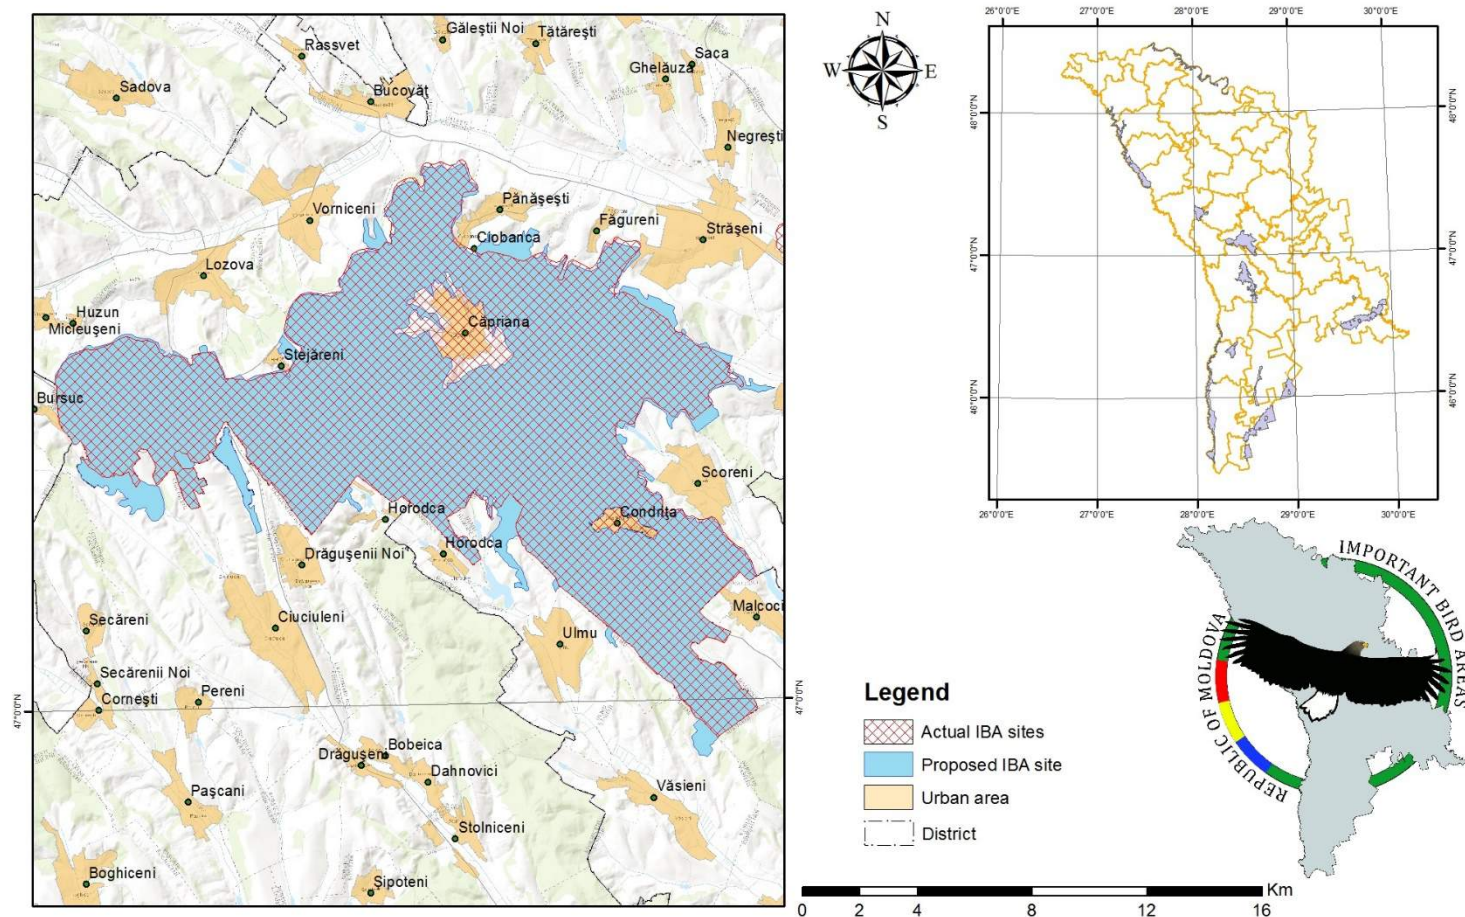 Găleștii Noi
Tătărești
Rassvet
Saca
Ghelăuza
Sadova
Bucovăț
Negrești
Vorniceni
Pănășești
Făgureni
Strășeni
Ciobanca
Lozova
Huzun
Micleușeni
Căpriana
Stejăreni
Bursuc
Scoreni
Horodca
Condrița
Horodca
Drăgușenii Noi
Malcoci
Ciuciuleni
Secăreni
Ulmu
Secărenii Noi
Pereni
Cornești
47°0'0"N
47°0'0"N
Bobeica
Drăgușeni
Dahnovici
Văsieni
Pașcani
Stolniceni
Boghiceni
Șipoteni
N
W E
S
26°0'0"E 27°0'0"E 28°0'0"E 29°0'0"E 30°0'0"E
48°0'0"N
48°0'0"N
47°0'0"N
47°0'0"N
46°0'0"N
46°0'0"N
26°0'0"E 27°0'0"E 28°0'0"E 29°0'0"E 30°0'0"E
IMPORTANT BIRD AREAS
REPUBLIC OF MOLDOVA
Legend
Actual IBA sites
Proposed IBA site
Urban area
District
Km
0 2 4 8 12 16